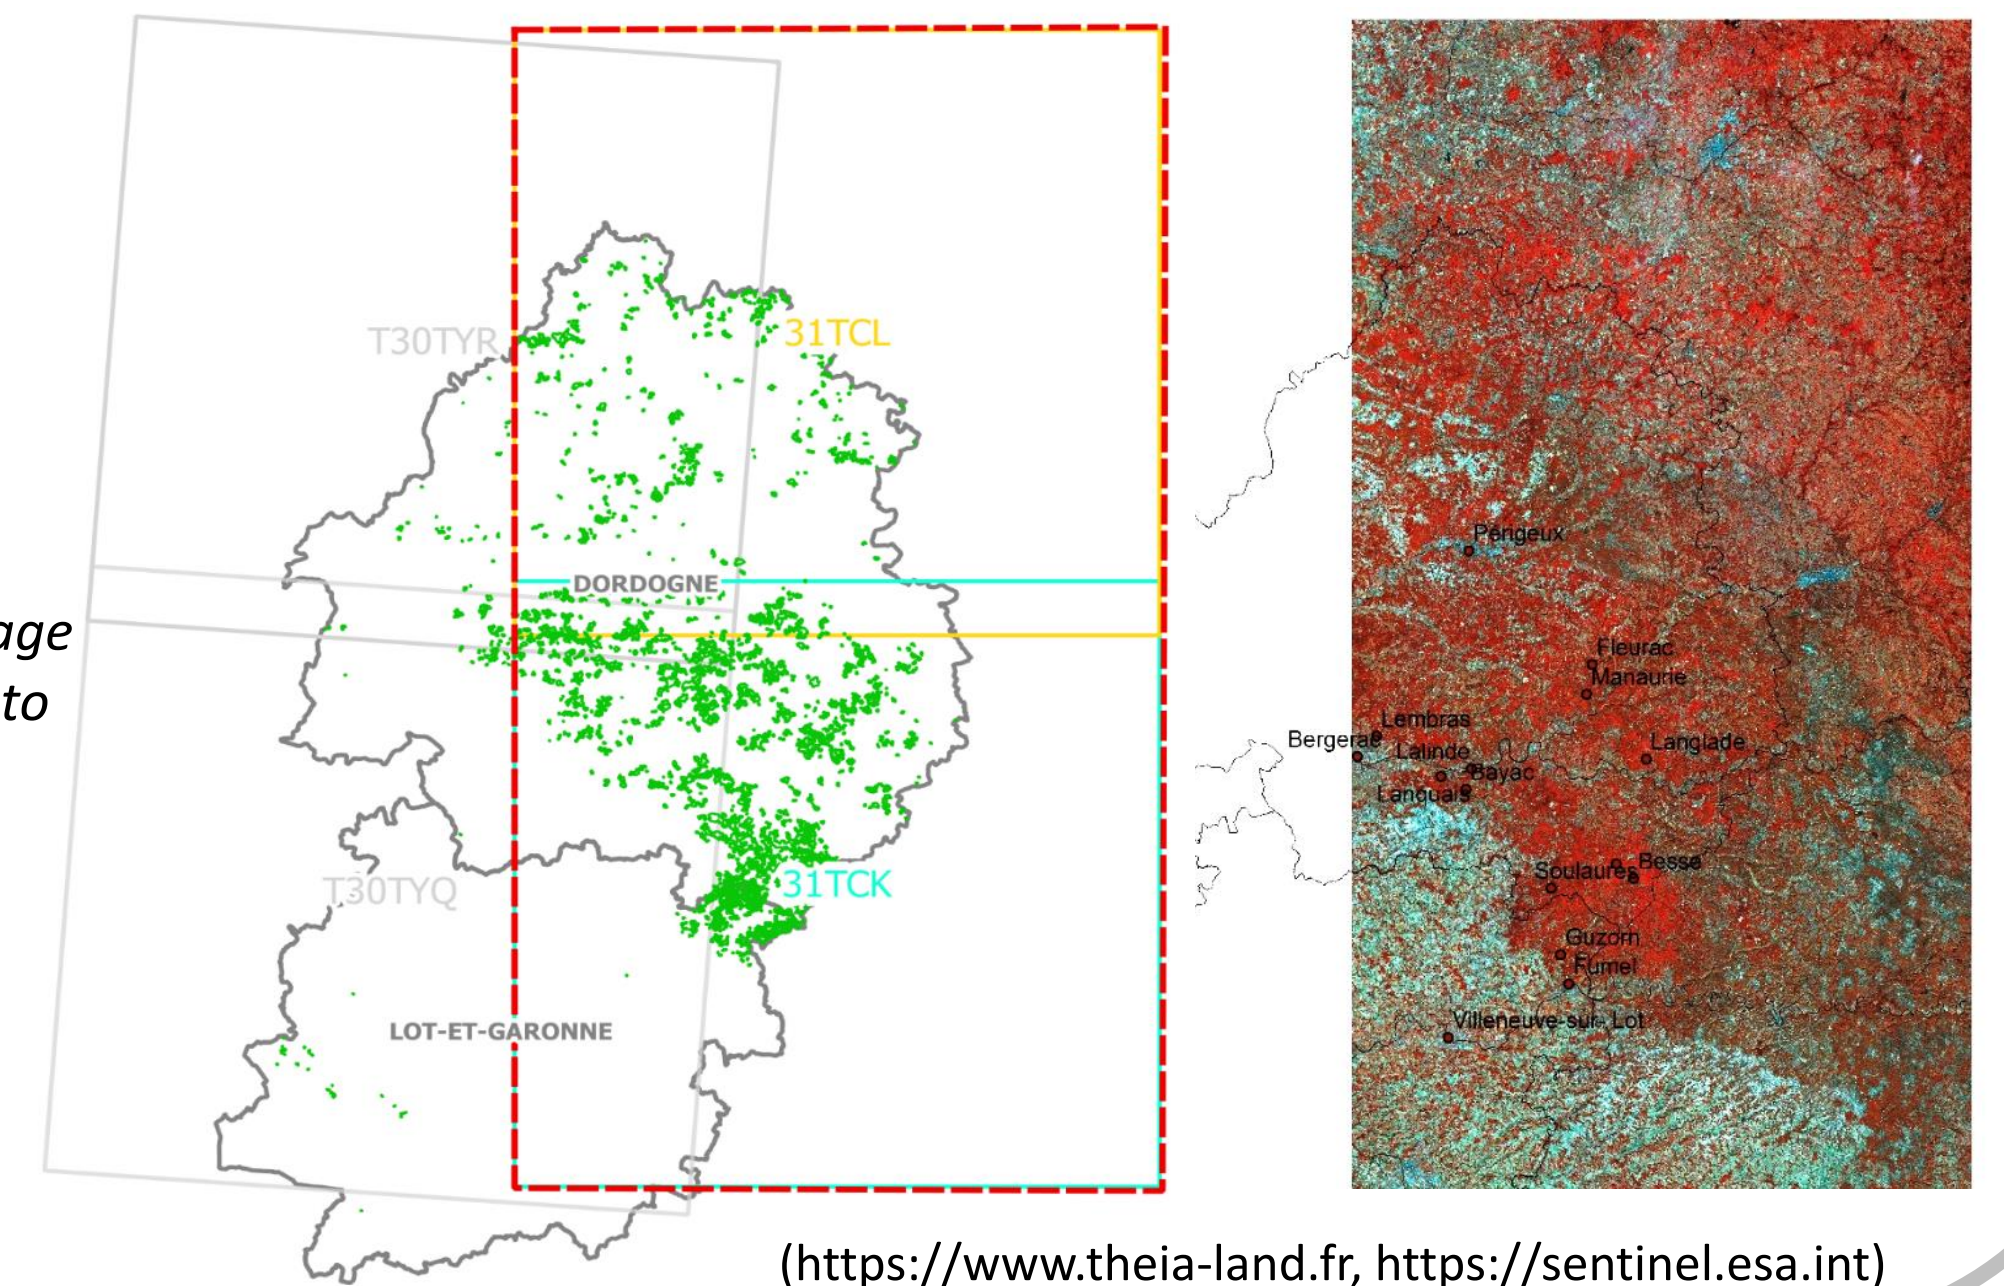 age
to
T30TYR
31TCL
DORDOGNE
T30TYQ
31TCK
LOT-ET-GARONNE
Périgeux
Fleurac
Manaurie
Lembras
Bergerac
Lalinde
Langlade
Bayac
Lanquais
Soulaures
Besse
Guzorn
Fumel
Villeneuve-sur- Lot
(https://www.theia-land.fr, https://sentinel.esa.int)